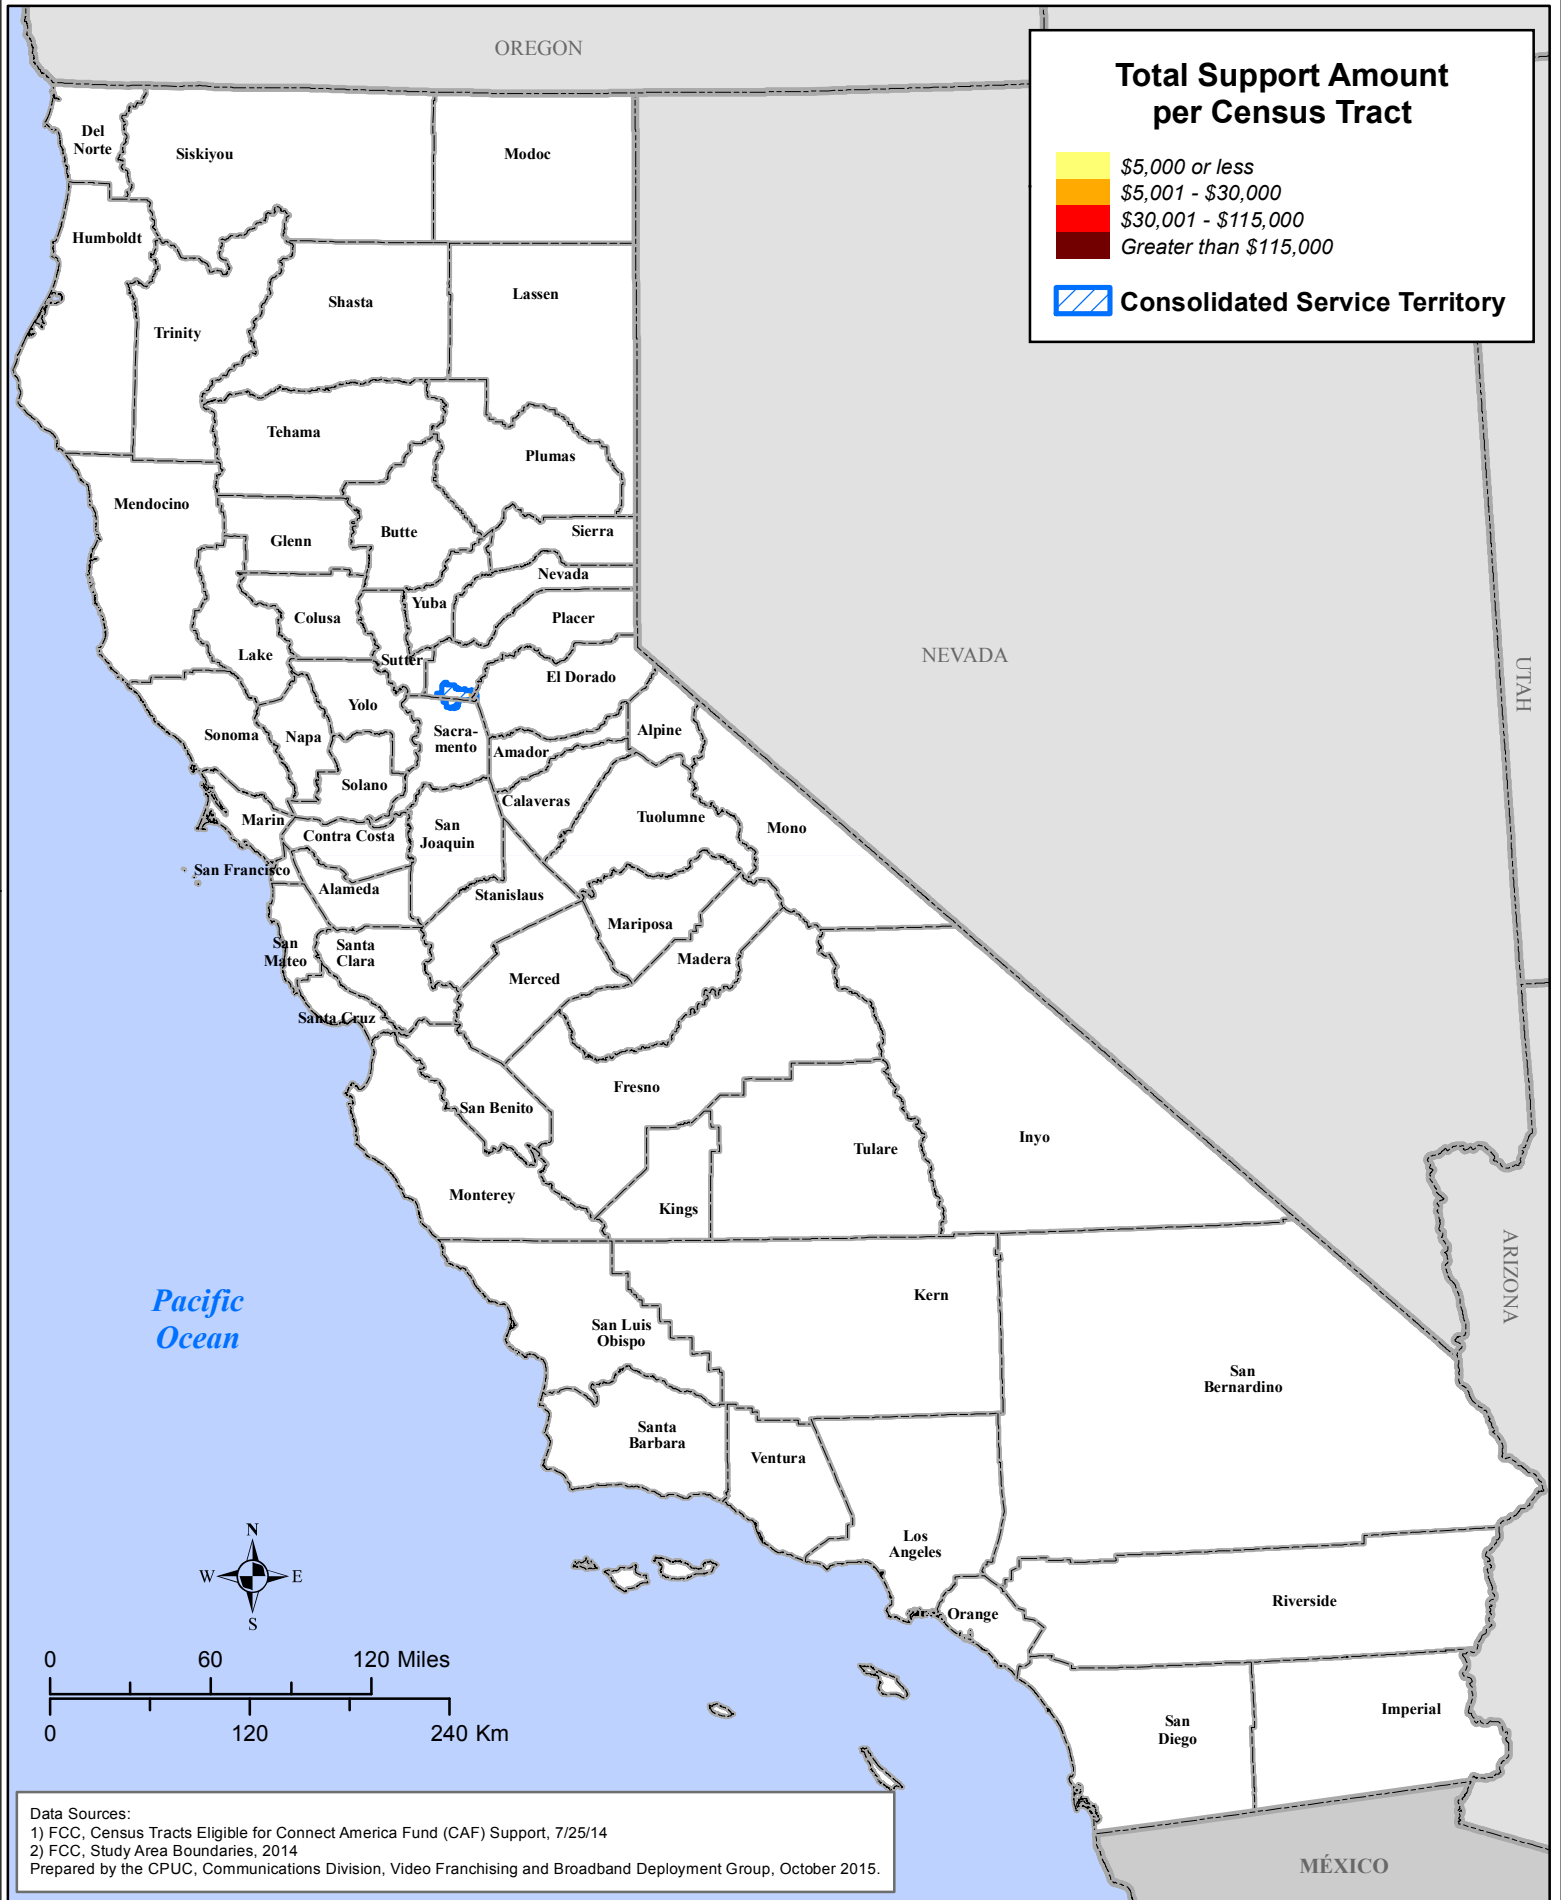 OREGON
Total Support Amount
per Census Tract
$5,000 or less
$5,001 - $30,000
$30,001 - $115,000
Greater than $115,000
Consolidated Service Territory
Del
Norte
Siskiyou
Modoc
Humboldt
Trinity
Shasta
Lassen
Tehama
Plumas
Mendocino
Glenn
Butte
Sierra
Nevada
Yuba
Colusa
Placer
Lake
Sutter
El Dorado
NEVADA
UTAH
Yolo
Sonoma
Napa
Sacra-
mento
Amador
Alpine
Solano
Calaveras
Marin
Contra Costa
San
Joaquin
Tuolumne
Mono
San Francisco
Alameda
Stanislaus
Mariposa
San
Mateo
Santa
Clara
Merced
Madera
Santa Cruz
Fresno
San Benito
Tulare
Inyo
Monterey
Kings
ARIZONA
Pacific
Ocean
Kern
San Luis
Obispo
San
Bernardino
Santa
Barbara
Ventura
Los
Angeles
Orange
Riverside
San
Diego
Imperial
N
W E
S
0 60 120 Miles
0 120 240 Km
Data Sources:
1) FCC, Census Tracts Eligible for Connect America Fund (CAF) Support, 7/25/14
2) FCC, Study Area Boundaries, 2014
Prepared by the CPUC, Communications Division, Video Franchising and Broadband Deployment Group, October 2015.
MÉXICO